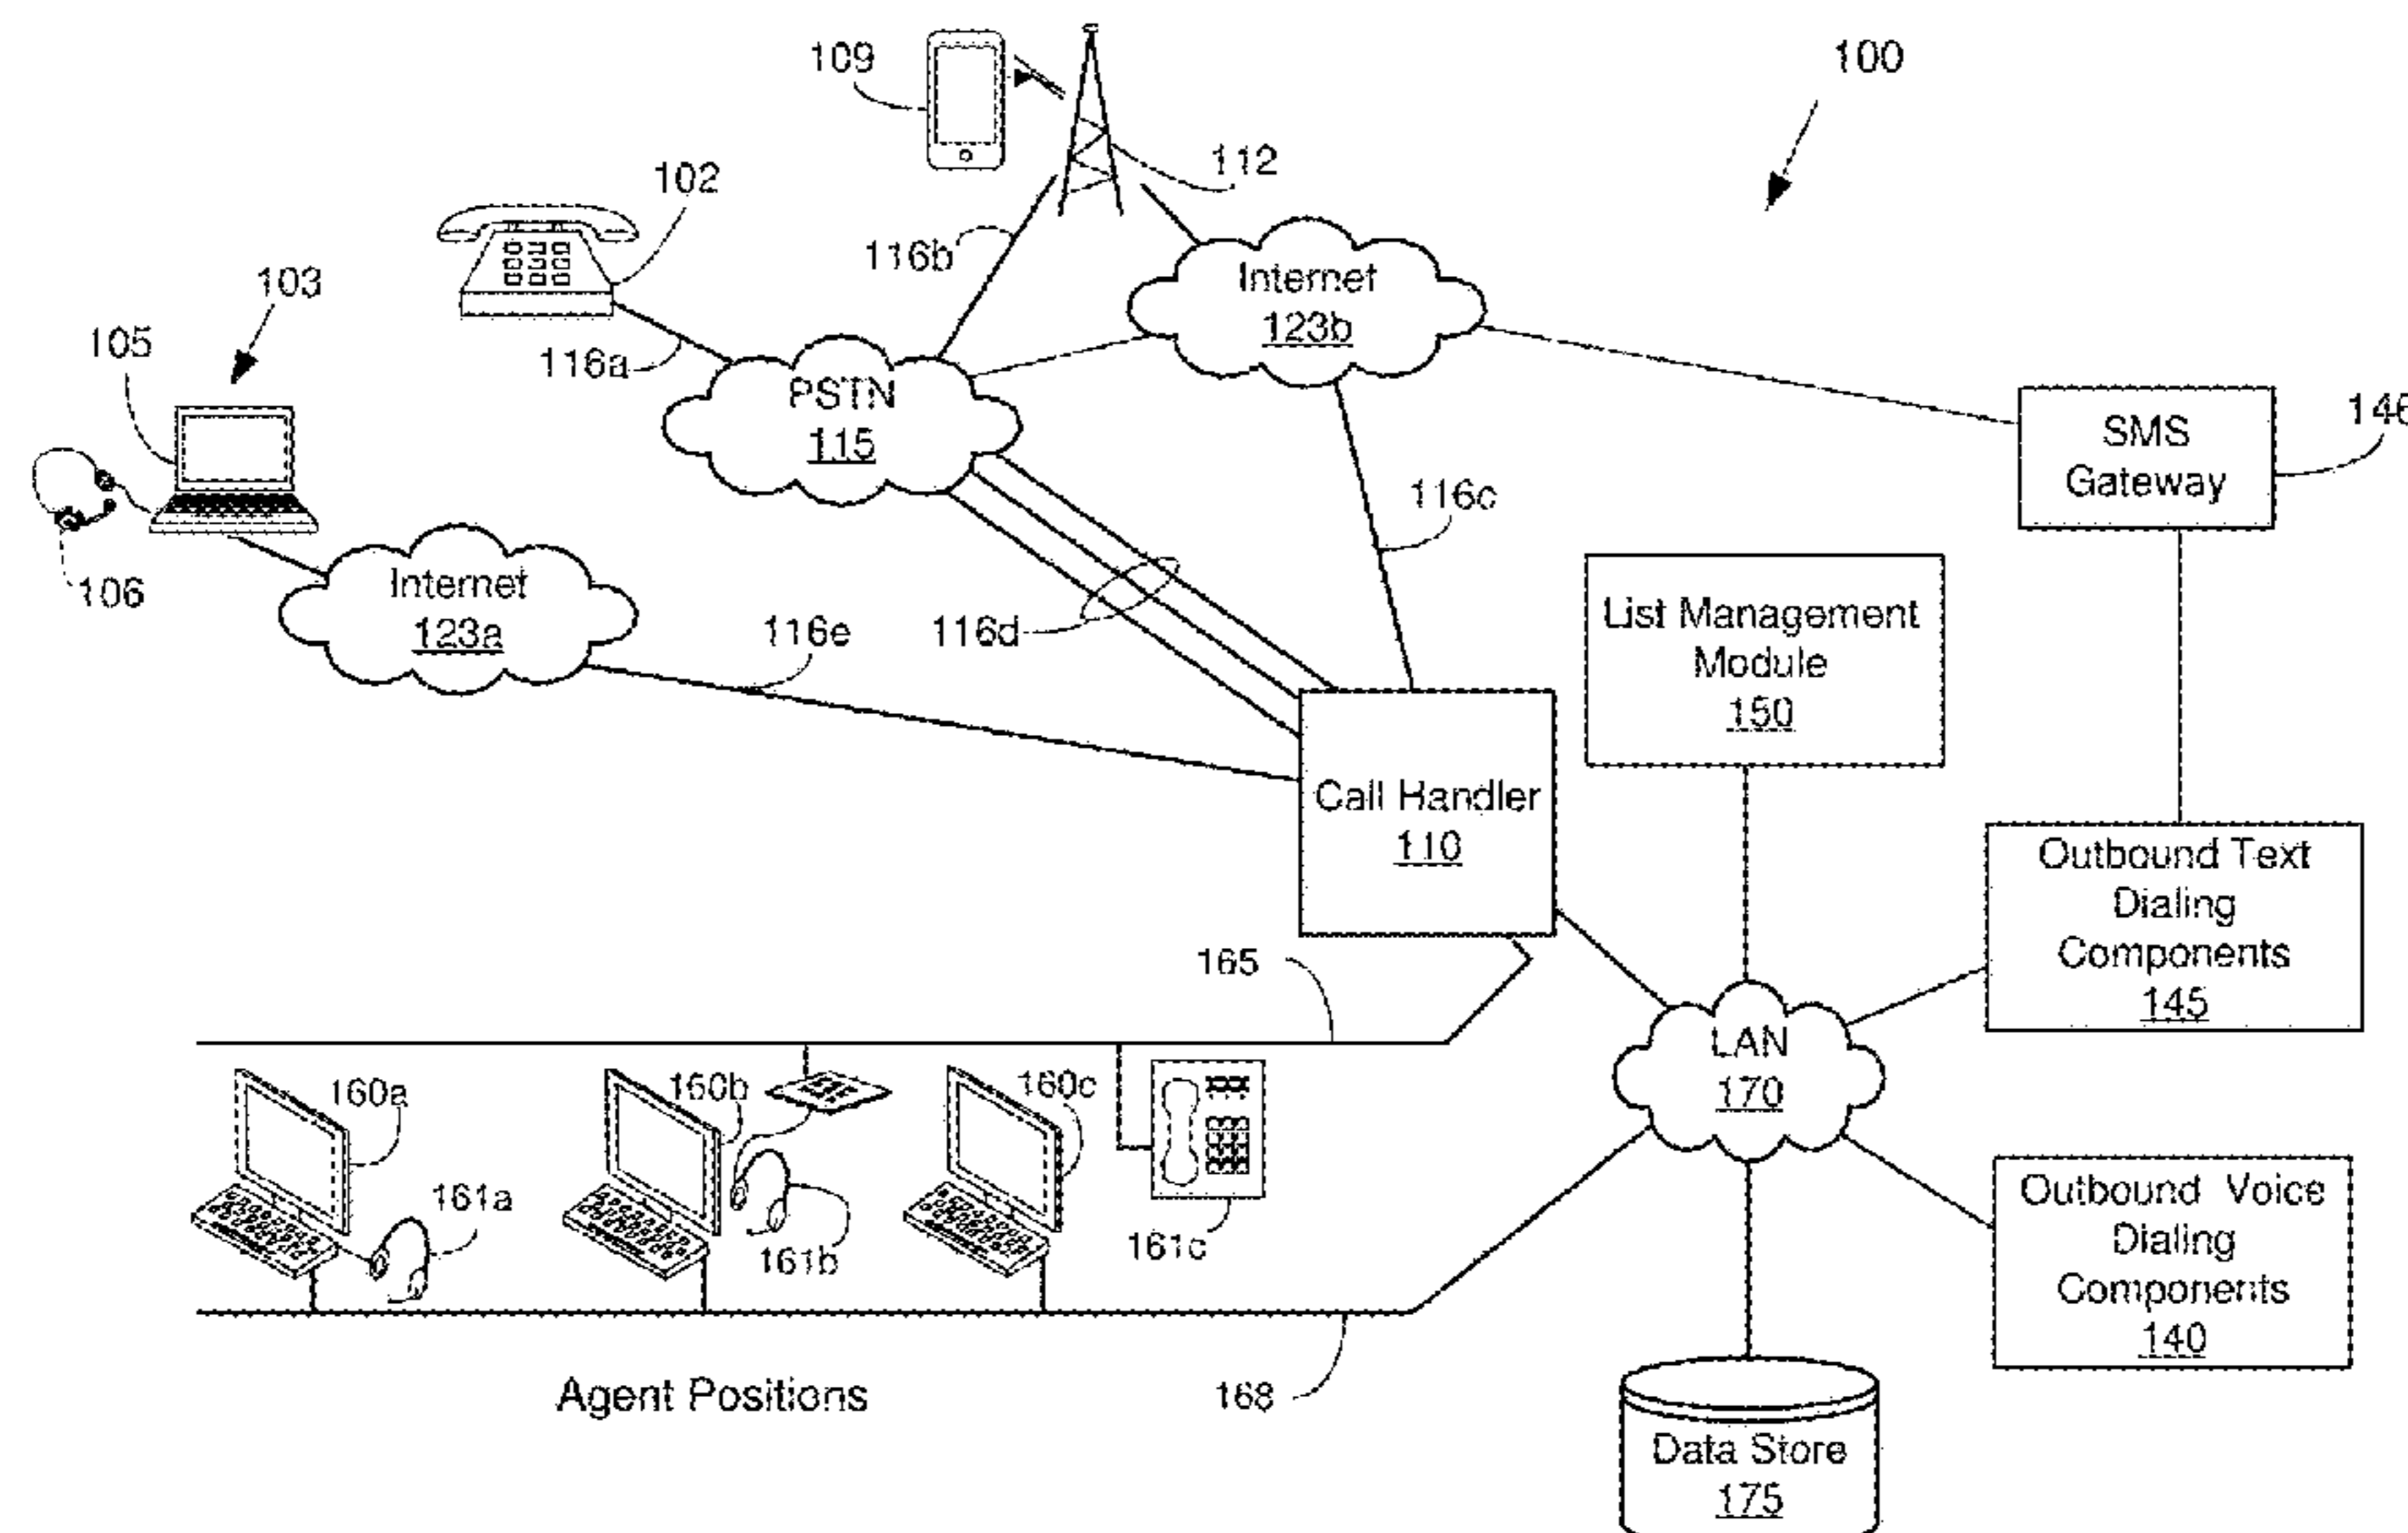 100
109
112
102
116b
Internet
123b
103
116a
105
PSTN
115
SMS
Gateway
146
116c
106
Internet
123a
116e
116d
List Management
Module
150
Call Handler
110
Outbound Text
Dialing
Components
145
165
LAN
170
160a
160b
160c
161a
161b
161c
Outbound Voice
Dialing
Components
140
Agent Positions
168
Data Store
175